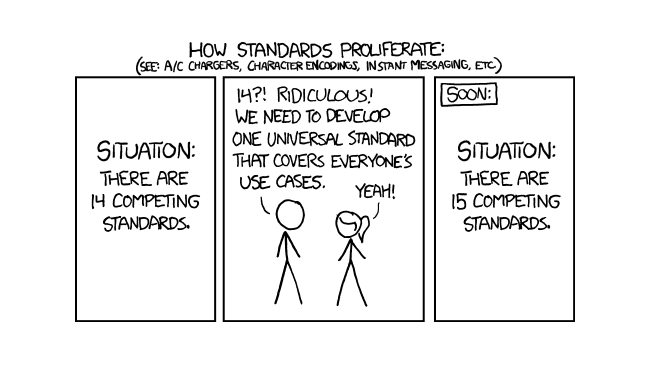 HOW STANDARDS PROLIFERATE:
(SEE: A/C CHARGERS, CHARACTER ENCODINGS, INSTANT MESSAGING, ETC.)
SITUATION:
THERE ARE
14 COMPETING
STANDARDS.
14?! RIDICULOUS!
WE NEED TO DEVELOP
ONE UNIVERSAL STANDARD
THAT COVERS EVERYONE'S
USE CASES.
YEAH!
SOON:
SITUATION:
THERE ARE
15 COMPETING
STANDARDS.